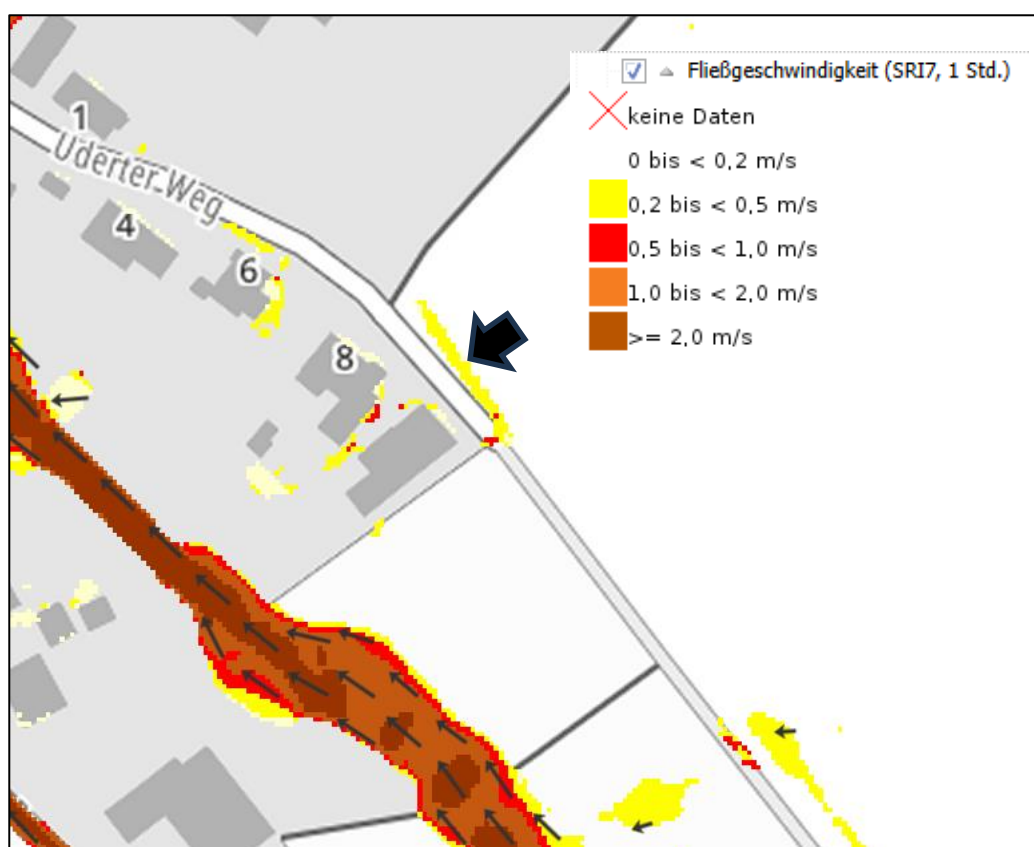 Fließgeschwindigkeit (SRI7, 1 Std.)
keine Daten
0 bis < 0,2 m/s
0,2 bis < 0,5 m/s
0,5 bis < 1,0 m/s
1,0 bis < 2,0 m/s
>= 2,0 m/s
1
Uderter Weg
4
6
8